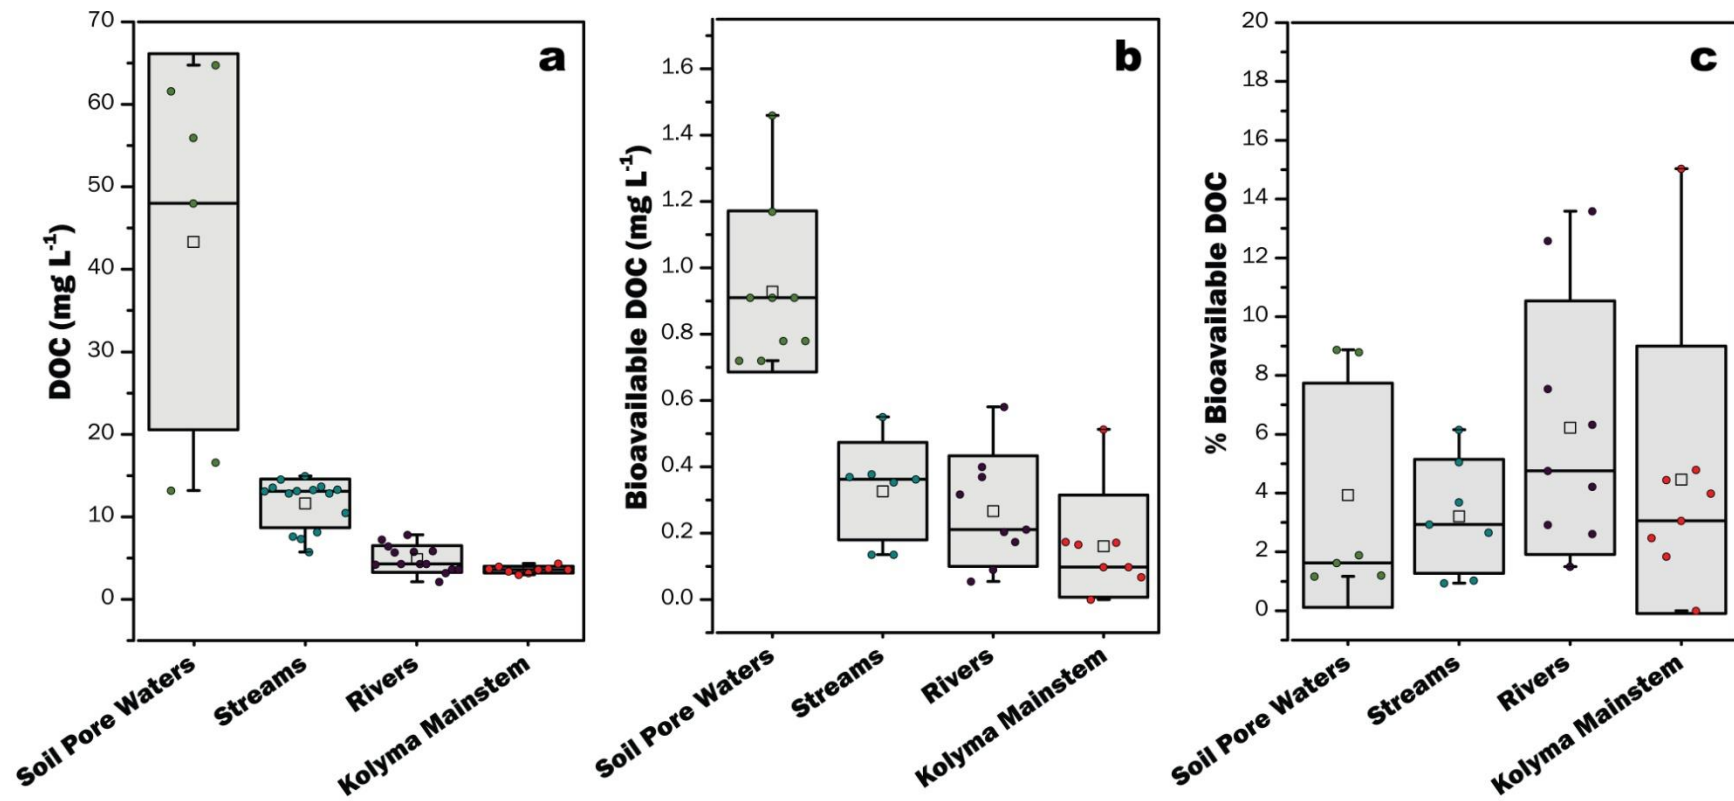 a
DOC (mg L-1)
70
60
50
40
30
20
10
0
Soil Pore Waters
Streams
Rivers
Kolyma Mainstem
b
Bioavailable DOC (mg L-1)
1.6
1.4
1.2
1.0
0.8
0.6
0.4
0.2
0.0
Soil Pore Waters
Streams
Rivers
Kolyma Mainstem
c
% Bioavailable DOC
20
18
16
14
12
10
8
6
4
2
0
Soil Pore Waters
Streams
Rivers
Kolyma Mainstem